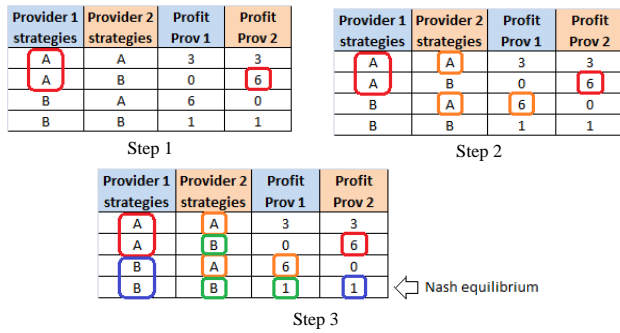 Provider 1 Provider 2 Profit Profit
strategies strategies Prov 1 Prov 2
A A 3 3
A B 0 6
B A 6 0
B B 1 1
Step 1
Provider 1 Provider 2 Profit Profit
strategies strategies Prov 1 Prov 2
A A 3 3
A B 0 6
B A 6 0
B B 1 1
Step 2
Provider 1 Provider 2 Profit Profit
strategies strategies Prov 1 Prov 2
A A 3 3
A B 0 6
B A 6 0
B B 1 1 Nash equilibrium
Step 3